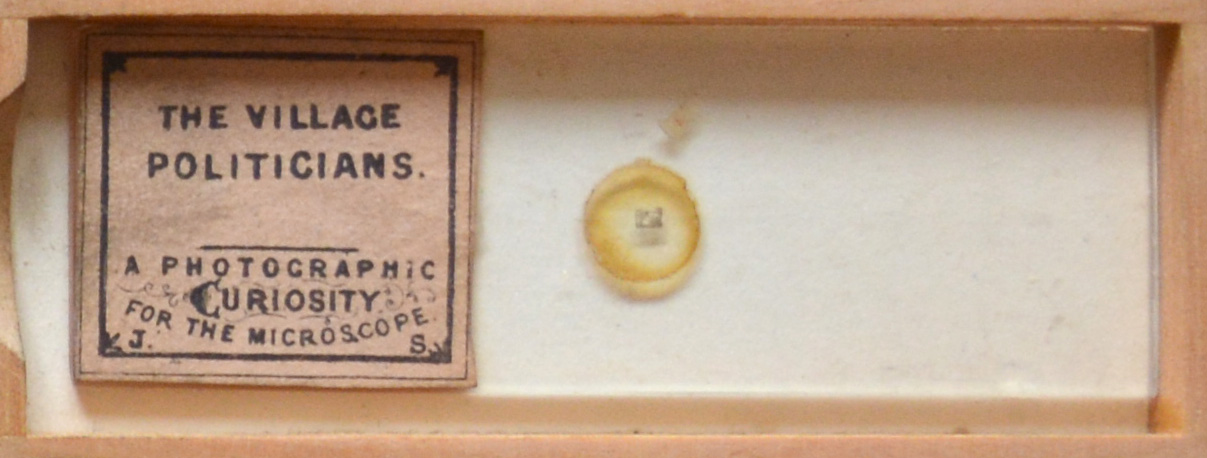 THE VILLAGE
POLITICIANS.
A PHOTOGRAPHIC
CURIOSITY
FOR THE MICROSCOPE.
J. S.